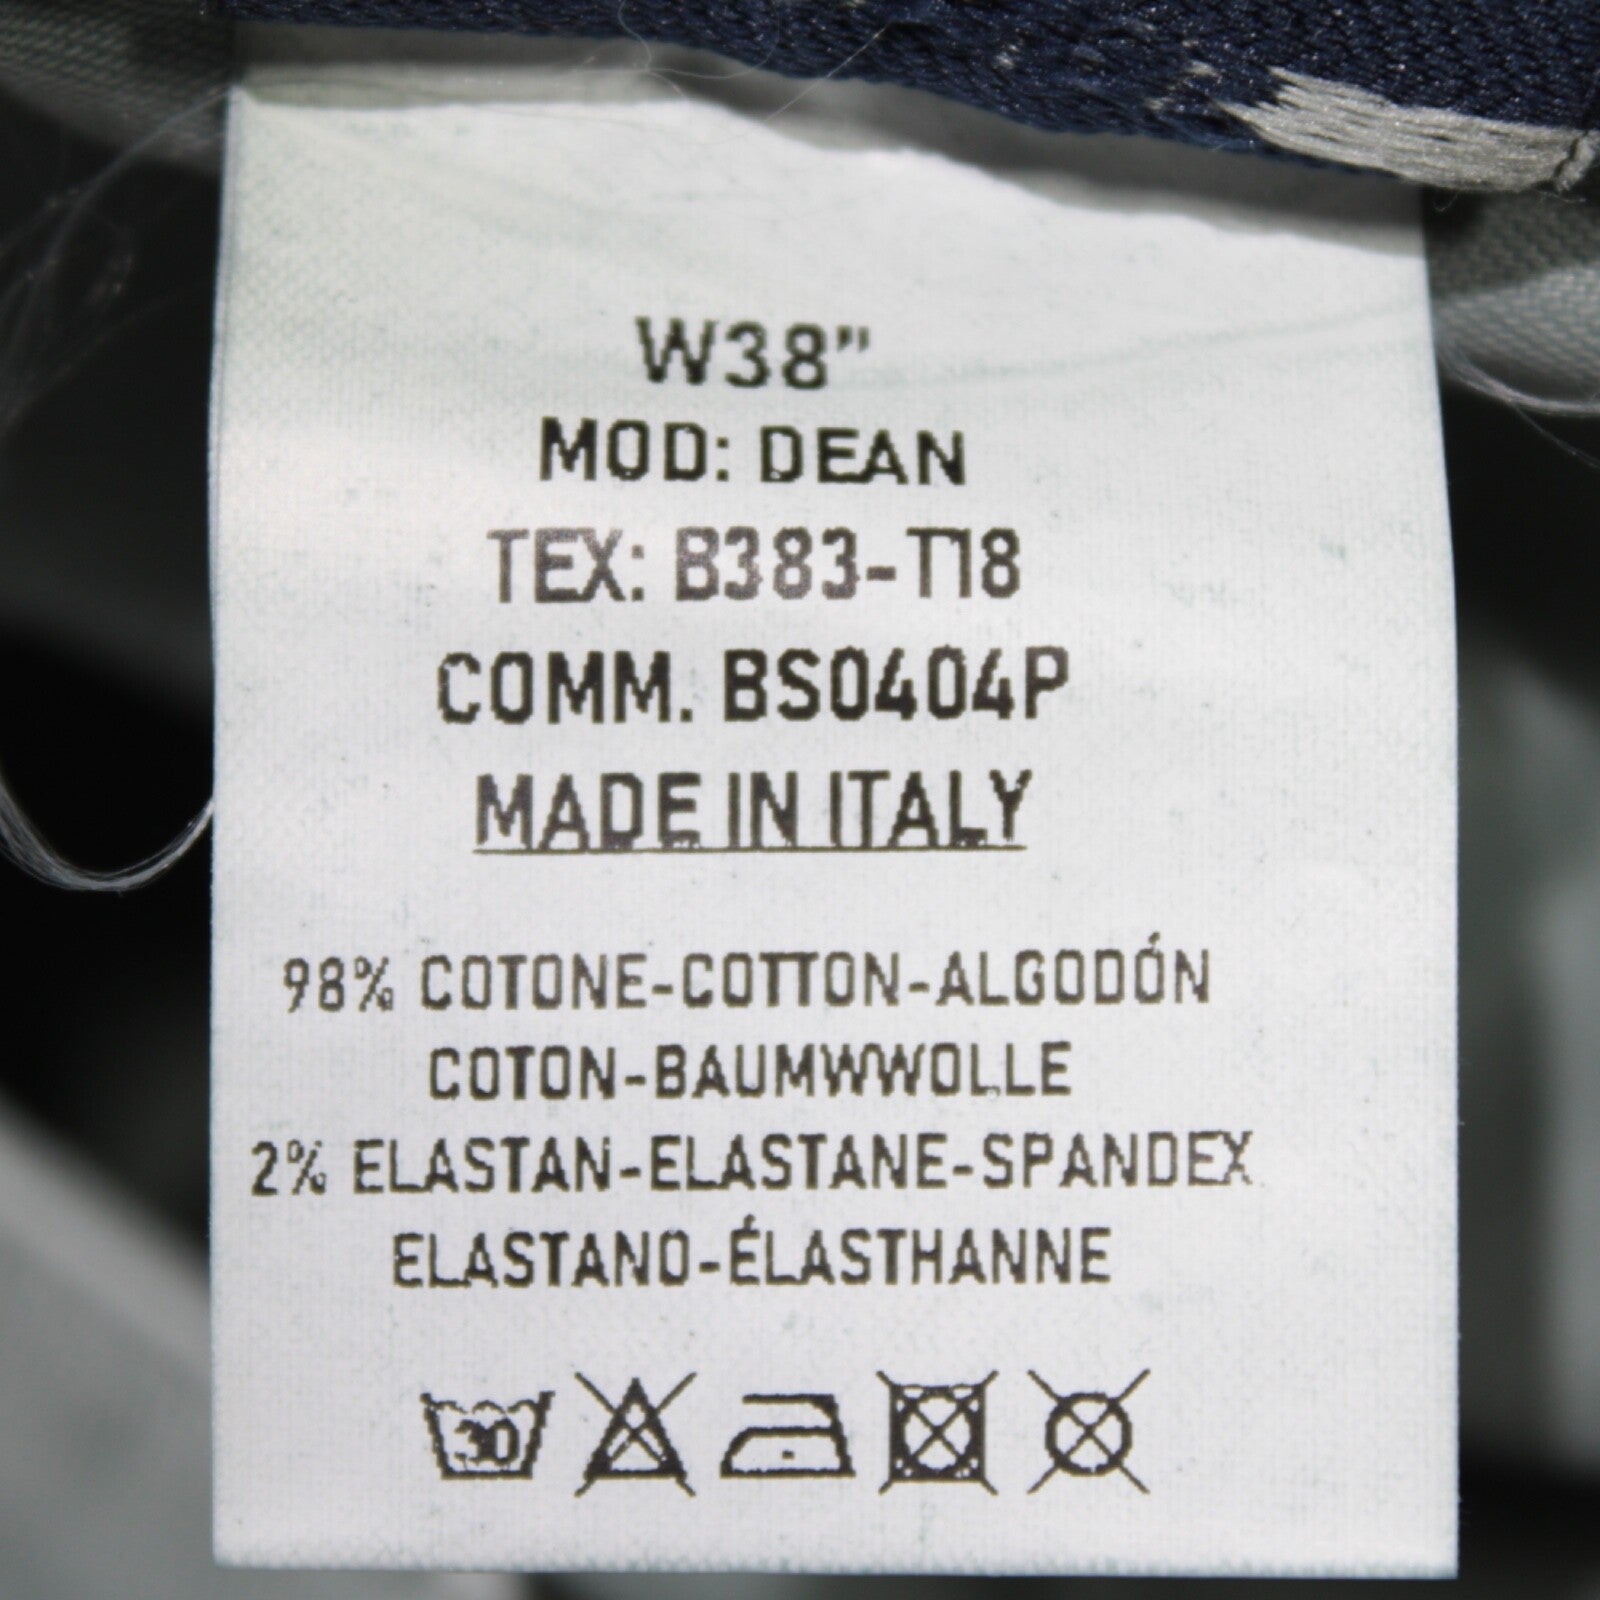 W38”
MOD: DEAN
TEX: B383-T18
COMM. BS0404P
MADE IN ITALY
98% COTONE-COTTON-ALGODÓN
COTON-BAUMWWOLLE
2% ELASTAN-ELASTANE-SPANDEX
ELASTANO-ÉLASTHANNE
30